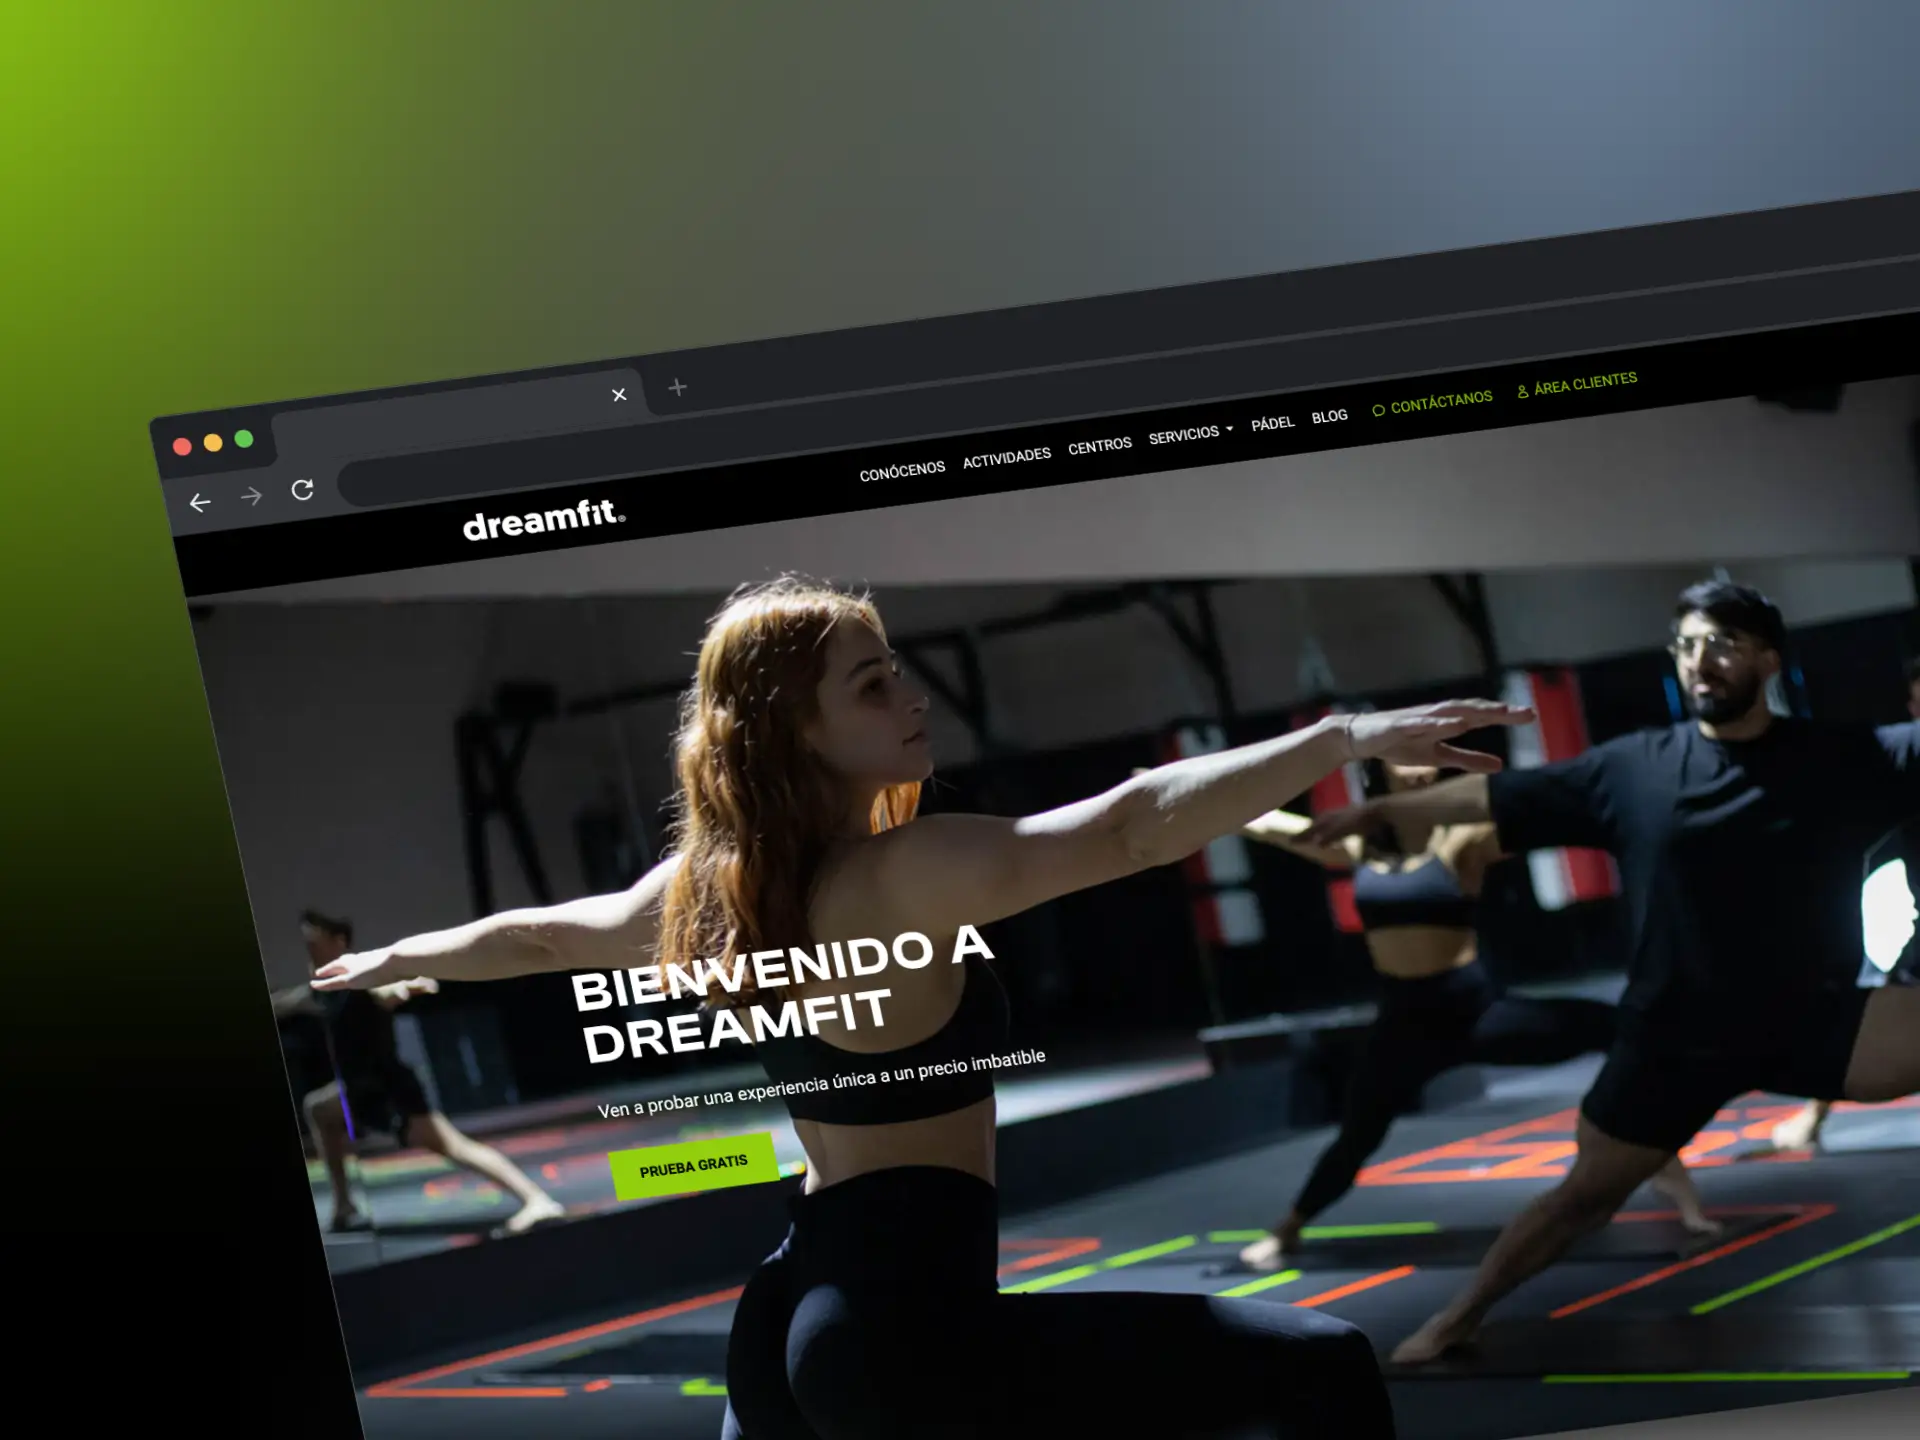 dreamfit®
CONÓCENOS ACTIVIDADES CENTROS SERVICIOS PÁDEL BLOG CONTÁCTANOS ÁREA CLIENTES
BIENVENIDO A
DREAMFIT
Ven a probar una experiencia única a un precio imbatible
PRUEBA GRATIS